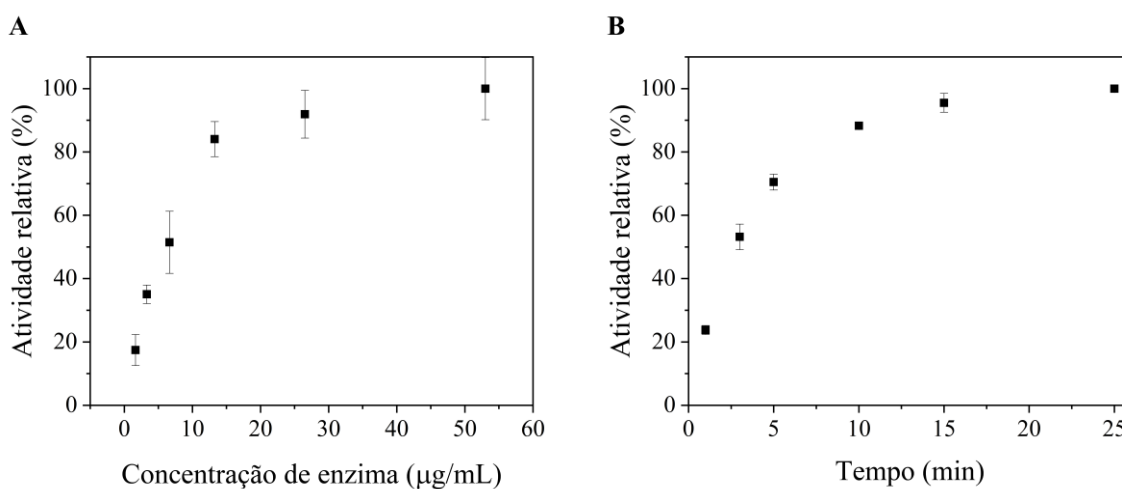 A
Atividade relativa (%)
100
80
60
40
20
0
0 10 20 30 40 50 60
Concentração de enzima (μg/mL)
B
Atividade relativa (%)
100
80
60
40
20
0
0 5 10 15 20 25
Tempo (min)